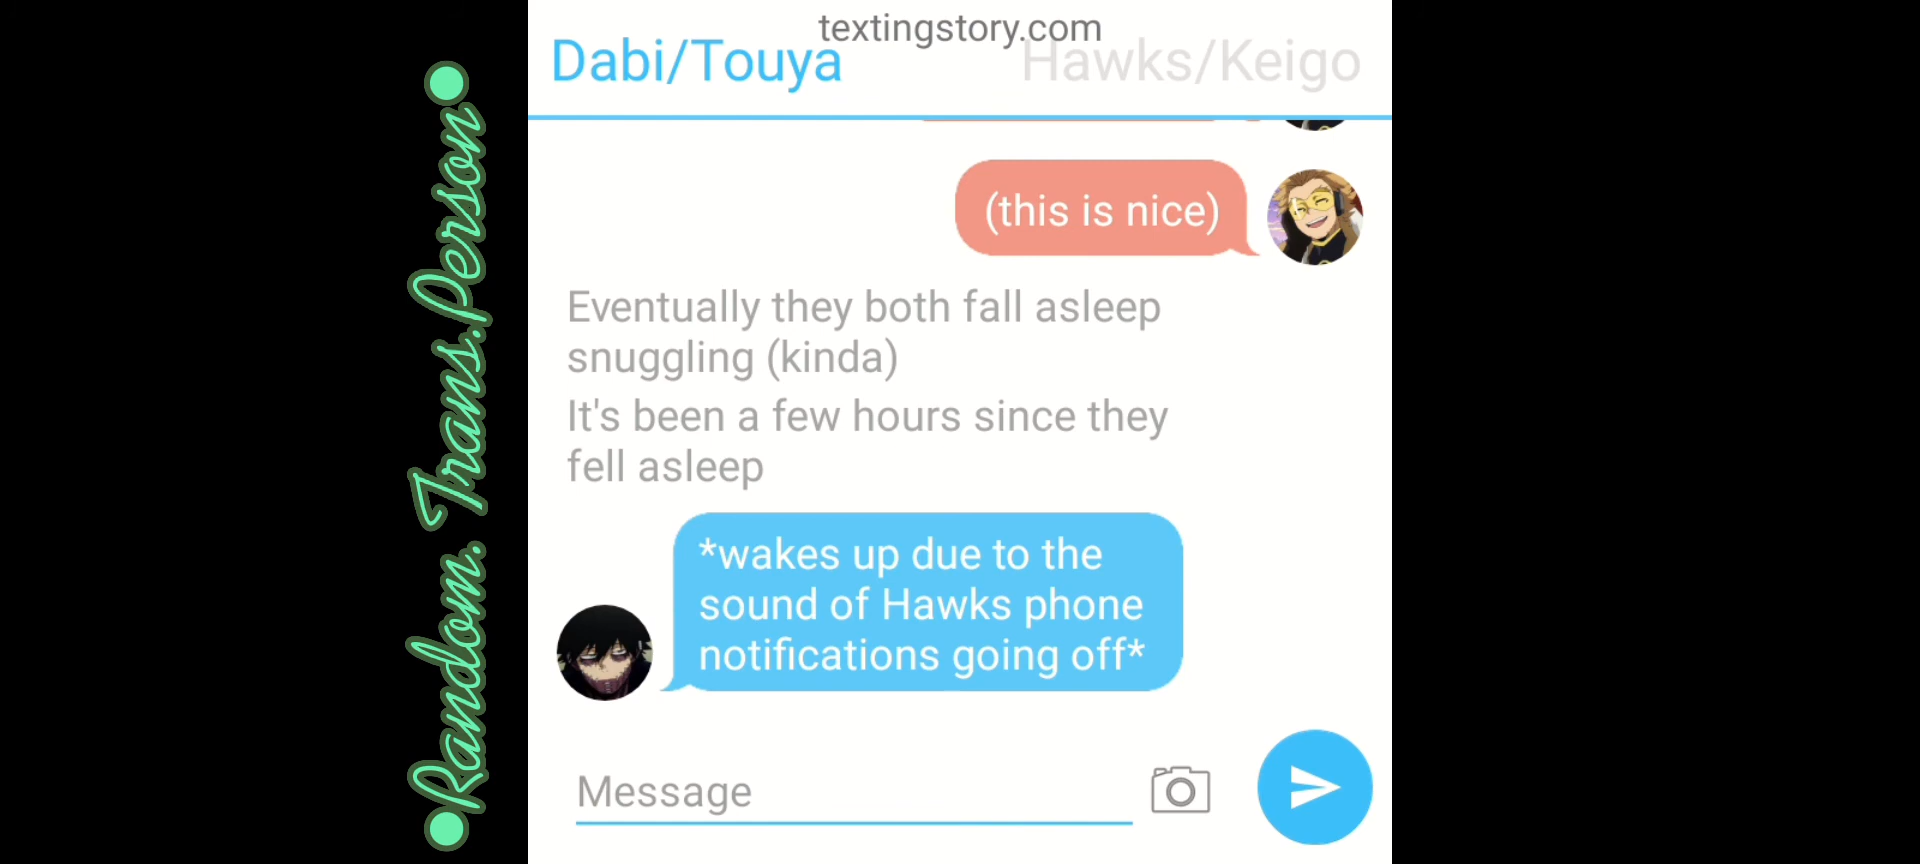 textingstory.com
Dabi/Touya
Hawks/Keigo
(this is nice)
Eventually they both fall asleep
snuggling (kinda)
It's been a few hours since they
fell asleep
*wakes up due to the
sound of Hawks phone
notifications going off*
Message
•Random. Trans.Person•